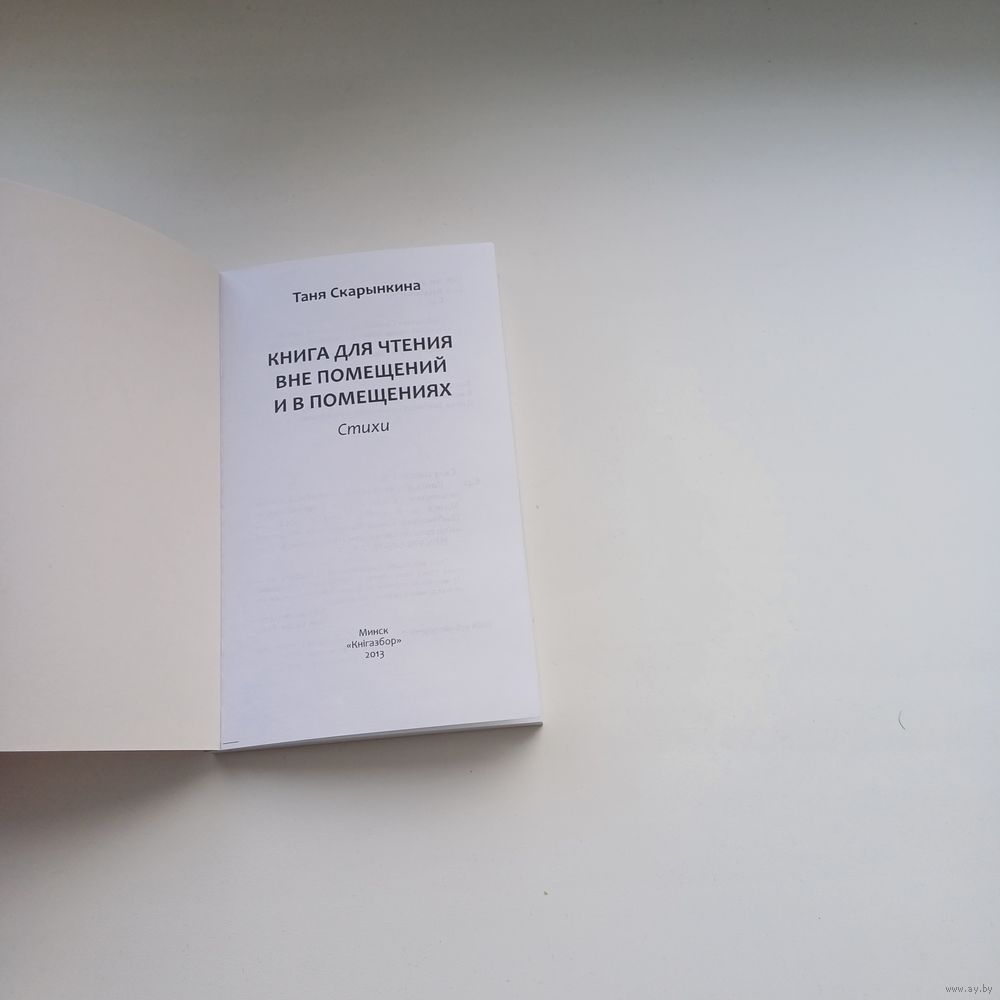 Таня Скарынкина
КНИГА ДЛЯ ЧТЕНИЯ
ВНЕ ПОМЕЩЕНИЙ
И В ПОМЕЩЕНИЯХ
Стихи
Минск
«Кнігазбор»
2013
www.ay.by